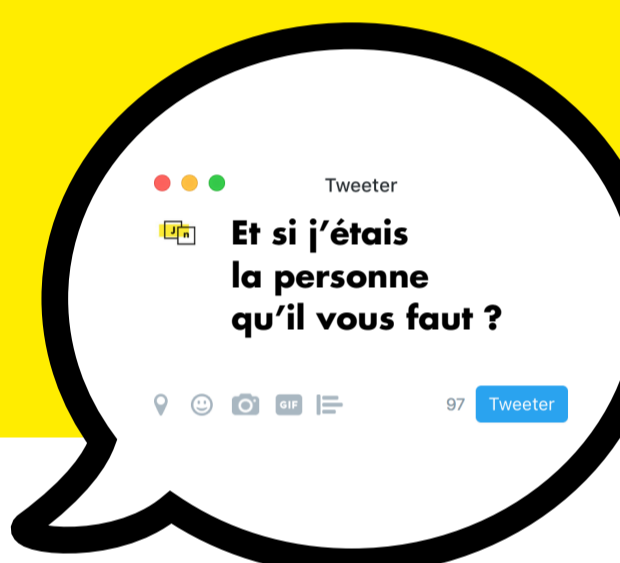 Tweeter
J n
Et si j’étais
la personne
qu’il vous faut ?
GIF
97 Tweeter